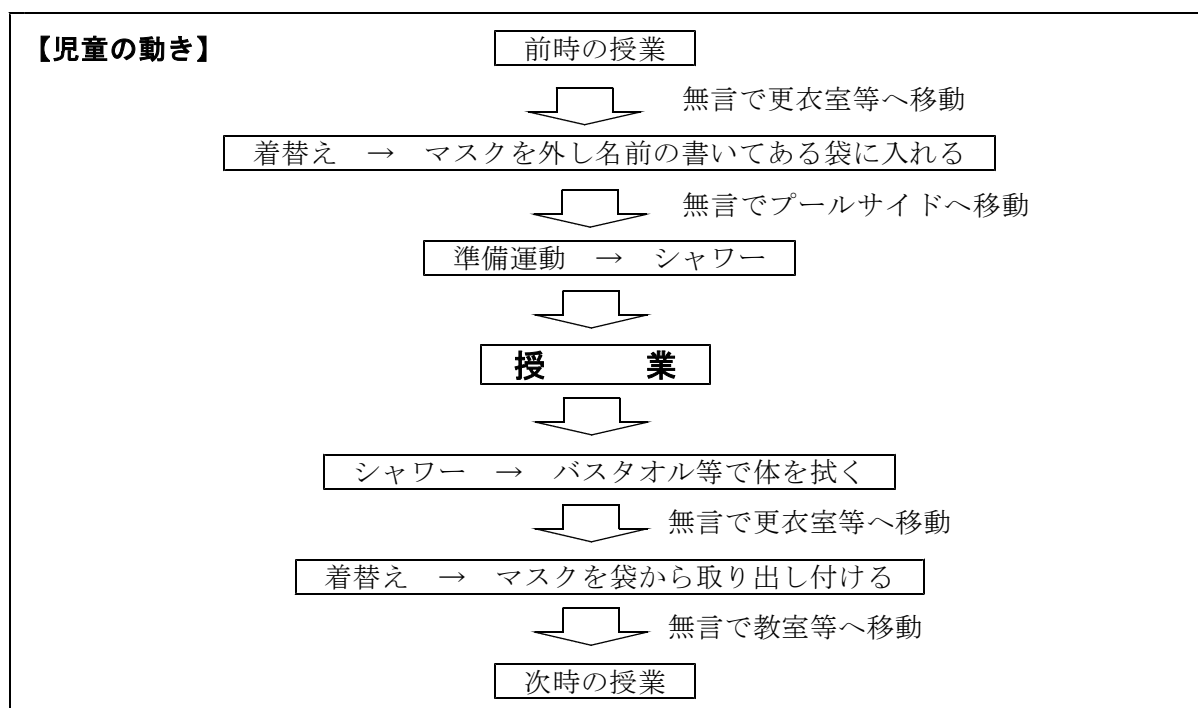 【児童の動き】
前時の授業
無言で更衣室等へ移動
着替え → マスクを外し名前の書いてある袋に入れる
無言でプールサイドへ移動
準備運動 → シャワー
授 業
シャワー → バスタオル等で体を拭く
無言で更衣室等へ移動
着替え → マスクを袋から取り出し付ける
無言で教室等へ移動
次時の授業